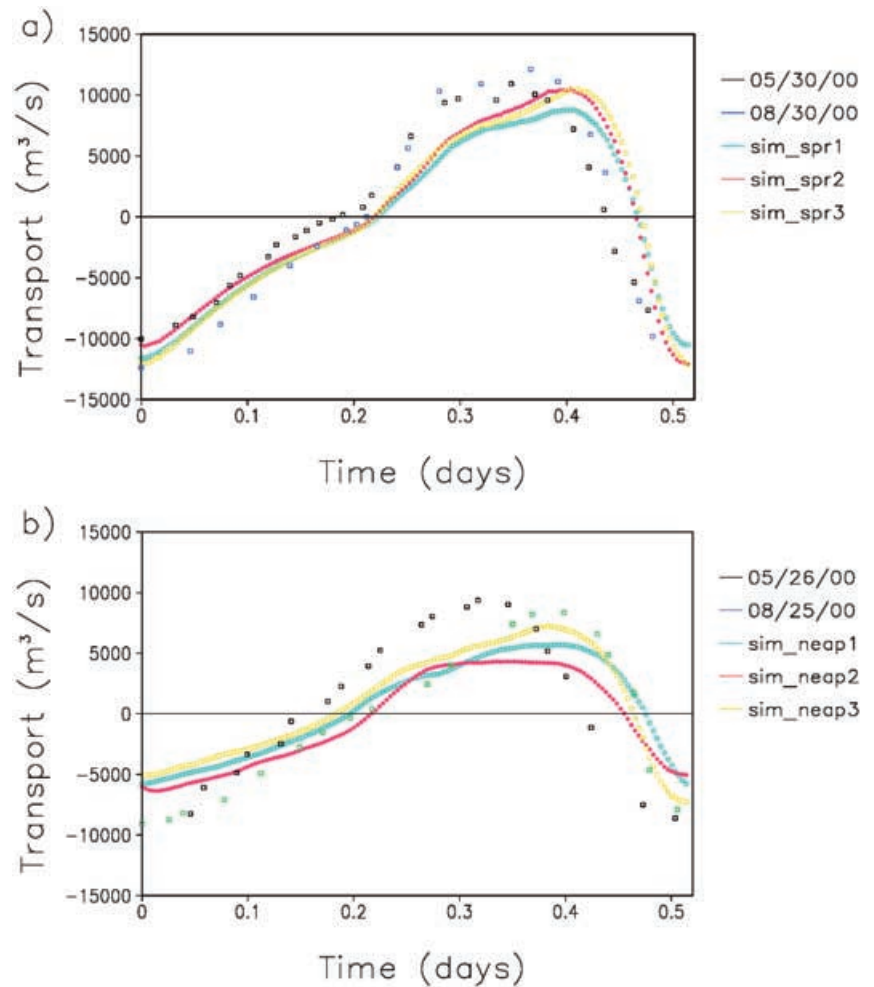 a)
15000
10000
5000
0
−5000
−10000
−15000
Transport (m³/s)
0 0.1 0.2 0.3 0.4 0.5
Time (days)
05/30/00
08/30/00
sim_spr1
sim_spr2
sim_spr3
b)
15000
10000
5000
0
−5000
−10000
−15000
Transport (m³/s)
0 0.1 0.2 0.3 0.4 0.5
Time (days)
05/26/00
08/25/00
sim_neap1
sim_neap2
sim_neap3